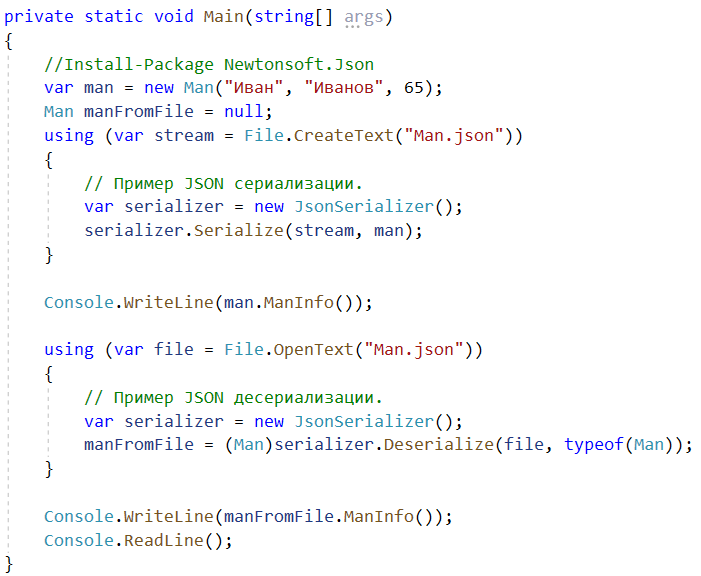 private static void Main(string[] args)
{
    //Install-Package Newtonsoft.Json
    var man = new Man("Иван", "Иванов", 65);
    Man manFromFile = null;
    using (var stream = File.CreateText("Man.json"))
    {
        // Пример JSON сериализации.
        var serializer = new JsonSerializer();
        serializer.Serialize(stream, man);
    }

    Console.WriteLine(man.ManInfo());

    using (var file = File.OpenText("Man.json"))
    {
        // Пример JSON десериализации.
        var serializer = new JsonSerializer();
        manFromFile = (Man)serializer.Deserialize(file, typeof(Man));
    }

    Console.WriteLine(manFromFile.ManInfo());
    Console.ReadLine();
}